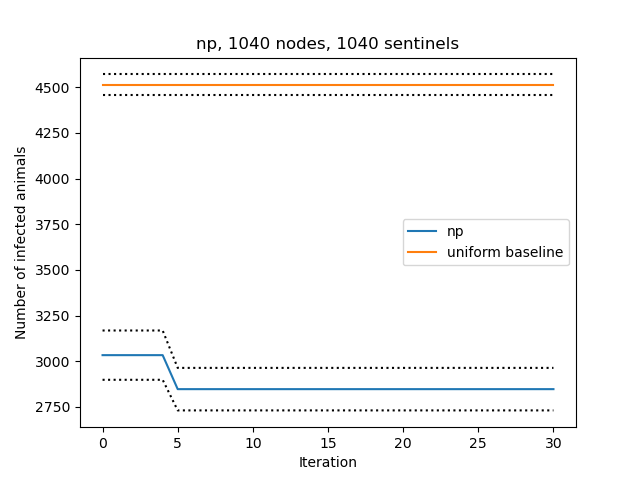 np, 1040 nodes, 1040 sentinels
4500
4250
4000
3750
3500
3250
3000
2750
Number of infected animals
np
uniform baseline
0 5 10 15 20 25 30
Iteration